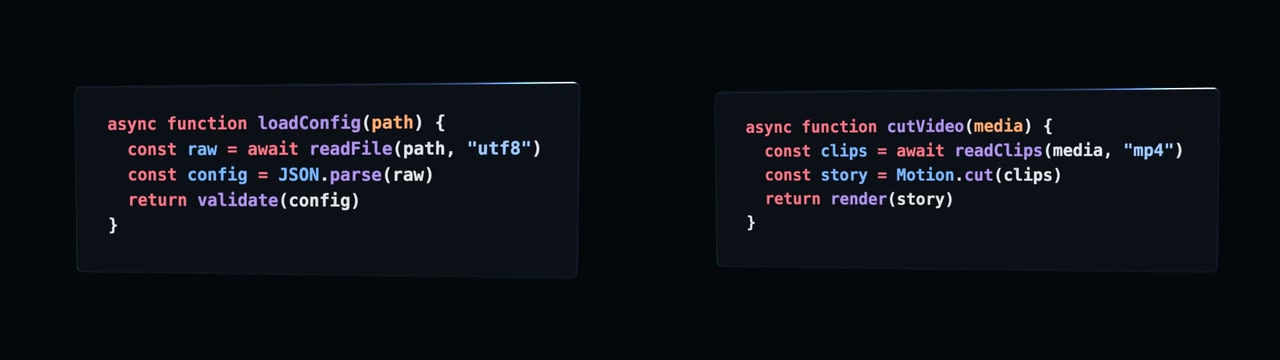 async function loadConfig(path) {
  const raw = await readFile(path, "utf8")
  const config = JSON.parse(raw)
  return validate(config)
}
async function cutVideo(media) {
  const clips = await readClips(media, "mp4")
  const story = Motion.cut(clips)
  return render(story)
}